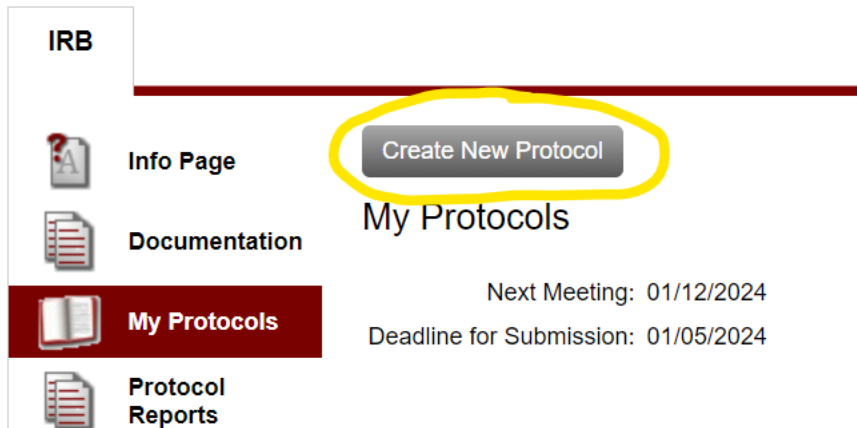 IRB
Info Page
Documentation
My Protocols
Protocol
Reports
Create New Protocol
My Protocols
Next Meeting: 01/12/2024
Deadline for Submission: 01/05/2024